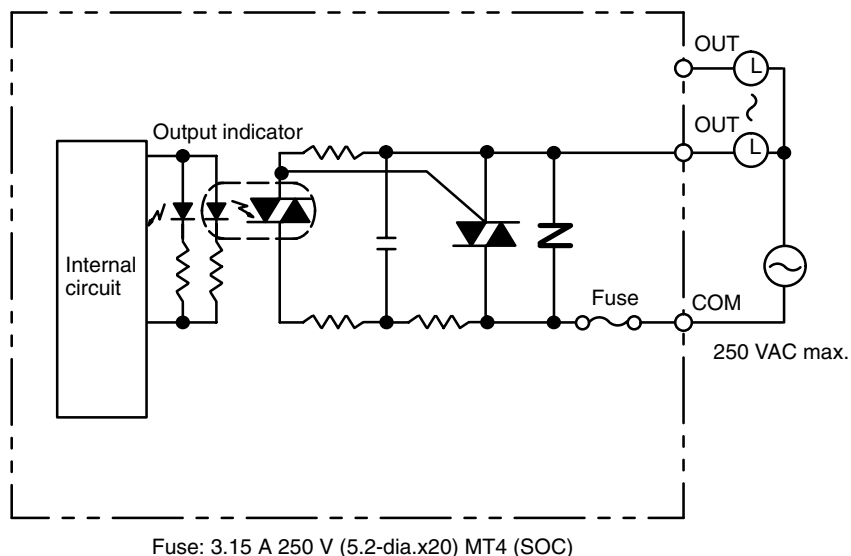 OUT
L
Output indicator
OUT
L
Internal
circuit
Fuse
COM
250 VAC max.
Fuse: 3.15 A 250 V (5.2-dia.x20) MT4 (SOC)